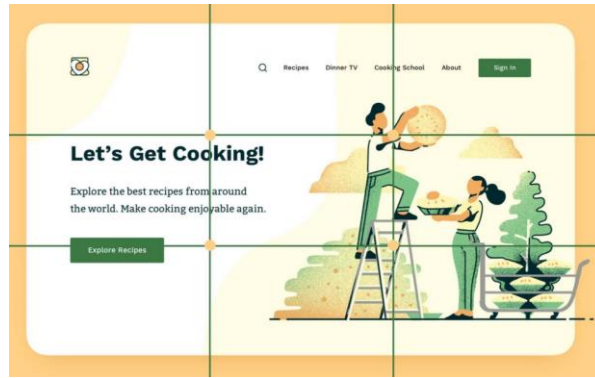 Recipes Dinner TV Cooking School About Sign In
Let's Get Cooking!
Explore the best recipes from around
the world. Make cooking enjoyable again.
Explore Recipes